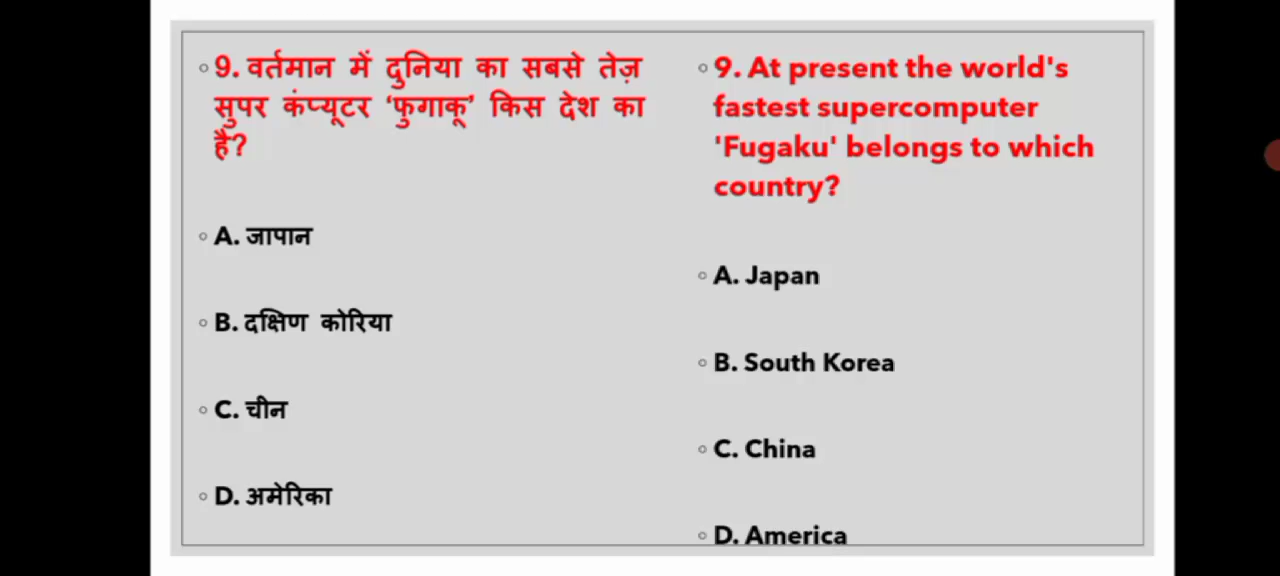 9. वर्तमान में दुनिया का सबसे तेज़
सुपर कंप्यूटर ‘फुगाकू’ किस देश का
है?
A. जापान
B. दक्षिण कोरिया
C. चीन
D. अमेरिका
9. At present the world's
fastest supercomputer
'Fugaku' belongs to which
country?
A. Japan
B. South Korea
C. China
D. America